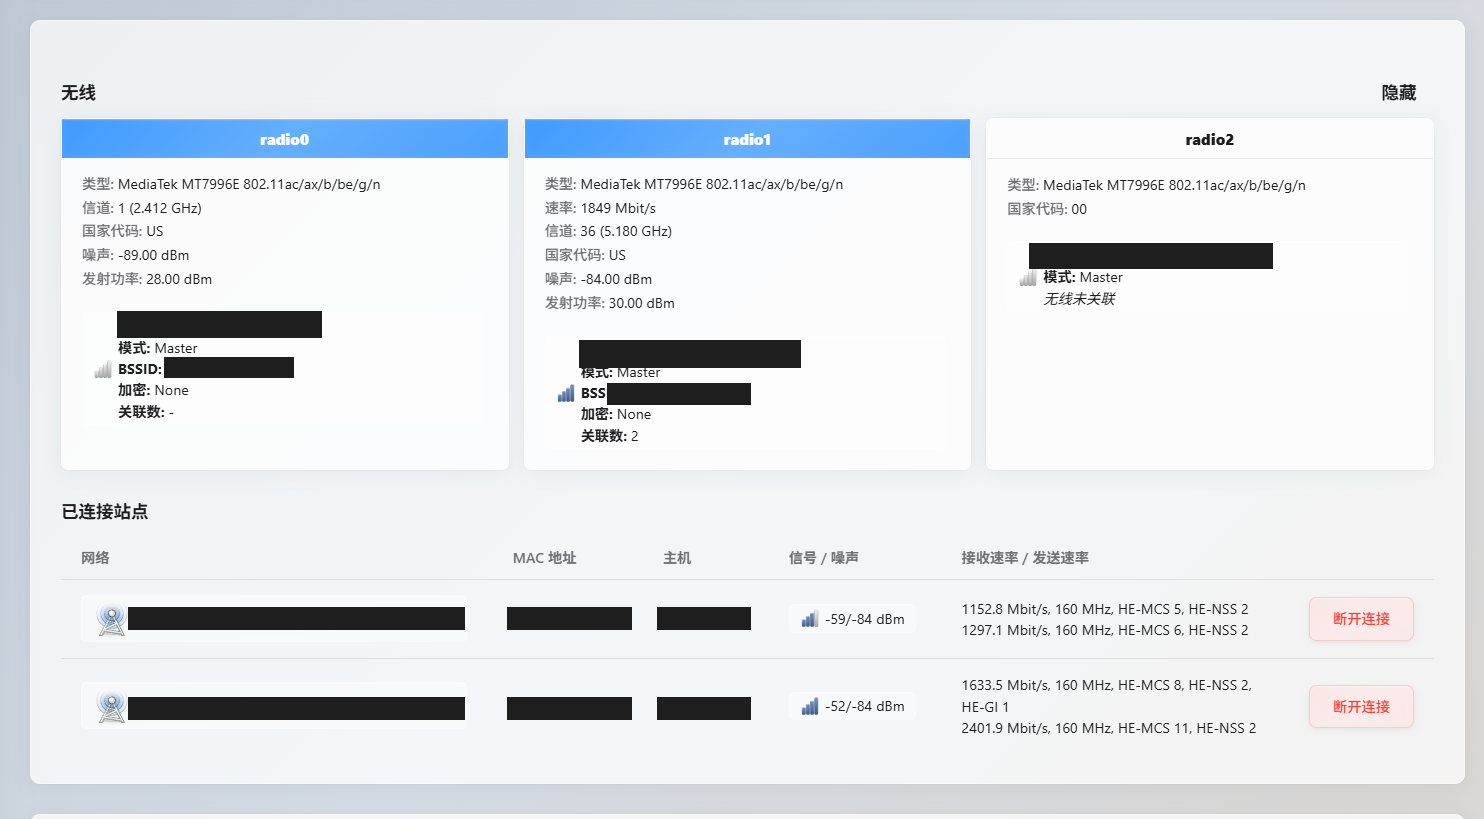 无线
隐藏
radio0
类型: MediaTek MT7996E 802.11ac/ax/b/be/g/n
信道: 1 (2.412 GHz)
国家代码: US
噪声: -89.00 dBm
发射功率: 28.00 dBm
模式: Master
BSSID:
加密: None
关联数: -
radio1
类型: MediaTek MT7996E 802.11ac/ax/b/be/g/n
速率: 1849 Mbit/s
信道: 36 (5.180 GHz)
国家代码: US
噪声: -84.00 dBm
发射功率: 30.00 dBm
模式: Master
BSS
加密: None
关联数: 2
radio2
类型: MediaTek MT7996E 802.11ac/ax/b/be/g/n
国家代码: 00
模式: Master
无线未关联
已连接站点
网络 MAC 地址 主机 信号 / 噪声 接收速率 / 发送速率
-59/-84 dBm
1152.8 Mbit/s, 160 MHz, HE-MCS 5, HE-NSS 2
1297.1 Mbit/s, 160 MHz, HE-MCS 6, HE-NSS 2
断开连接
-52/-84 dBm
1633.5 Mbit/s, 160 MHz, HE-MCS 8, HE-NSS 2,
HE-GI 1
2401.9 Mbit/s, 160 MHz, HE-MCS 11, HE-NSS 2
断开连接